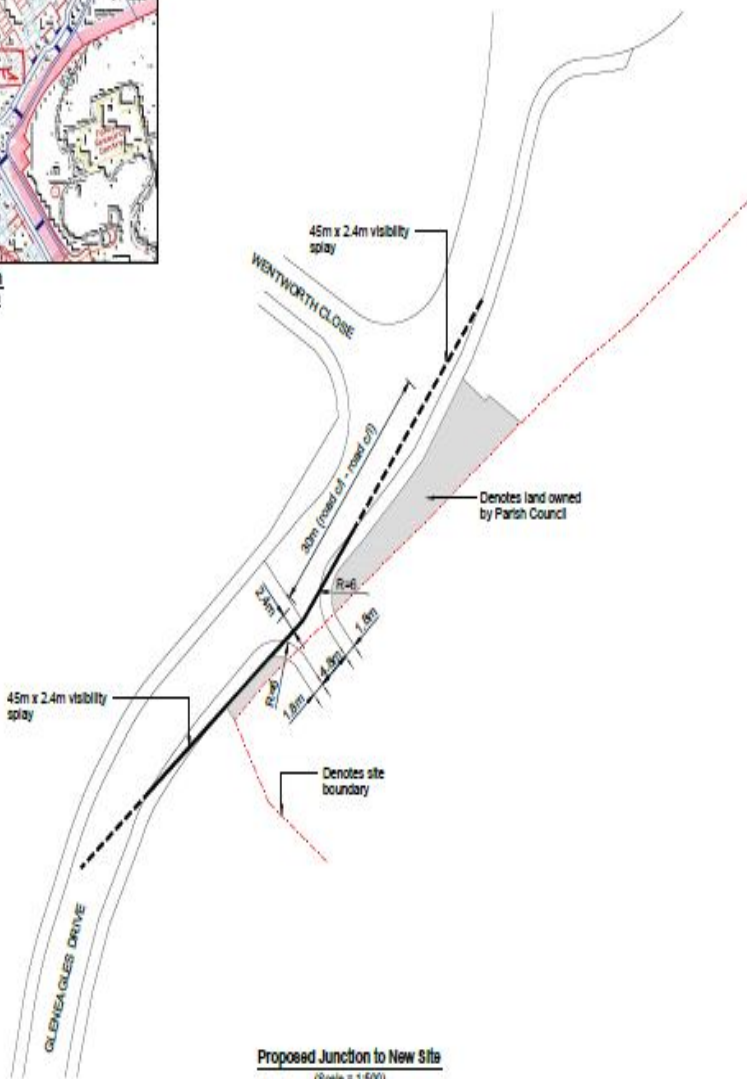 45m x 2.4m visibility
splay
WENTWORTH CLOSE
30m (road c/l - road c/l)
Denotes land owned
by Parish Council
R=6
2.4m
1.8m
4.8m
R=6
1.8m
45m x 2.4m visibility
splay
Denotes site
boundary
GLENEAGLES DRIVE
Proposed Junction to New Site
(Scale = 1:500)